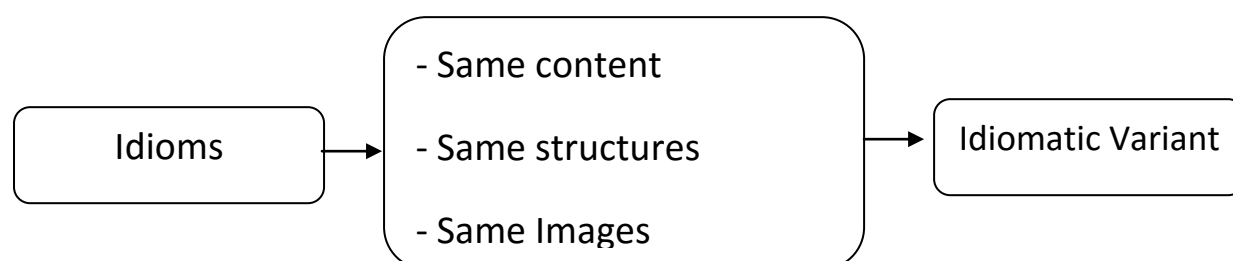 Idioms
- Same content
- Same structures
- Same Images
Idiomatic Variant